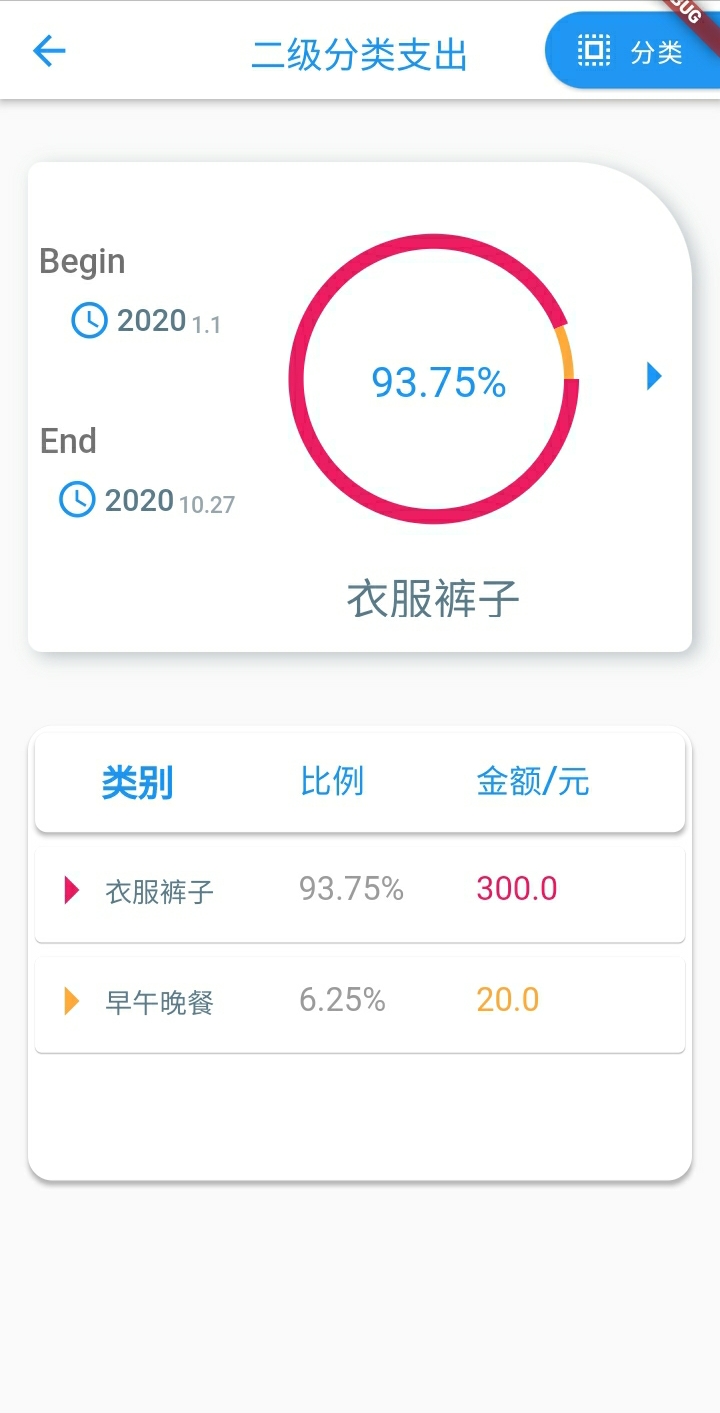 二级分类支出
分类
BUG
Begin
2020 1.1
93.75%
End
2020 10.27
衣服裤子
类别 比例 金额/元
衣服裤子 93.75% 300.0
早午晚餐 6.25% 20.0